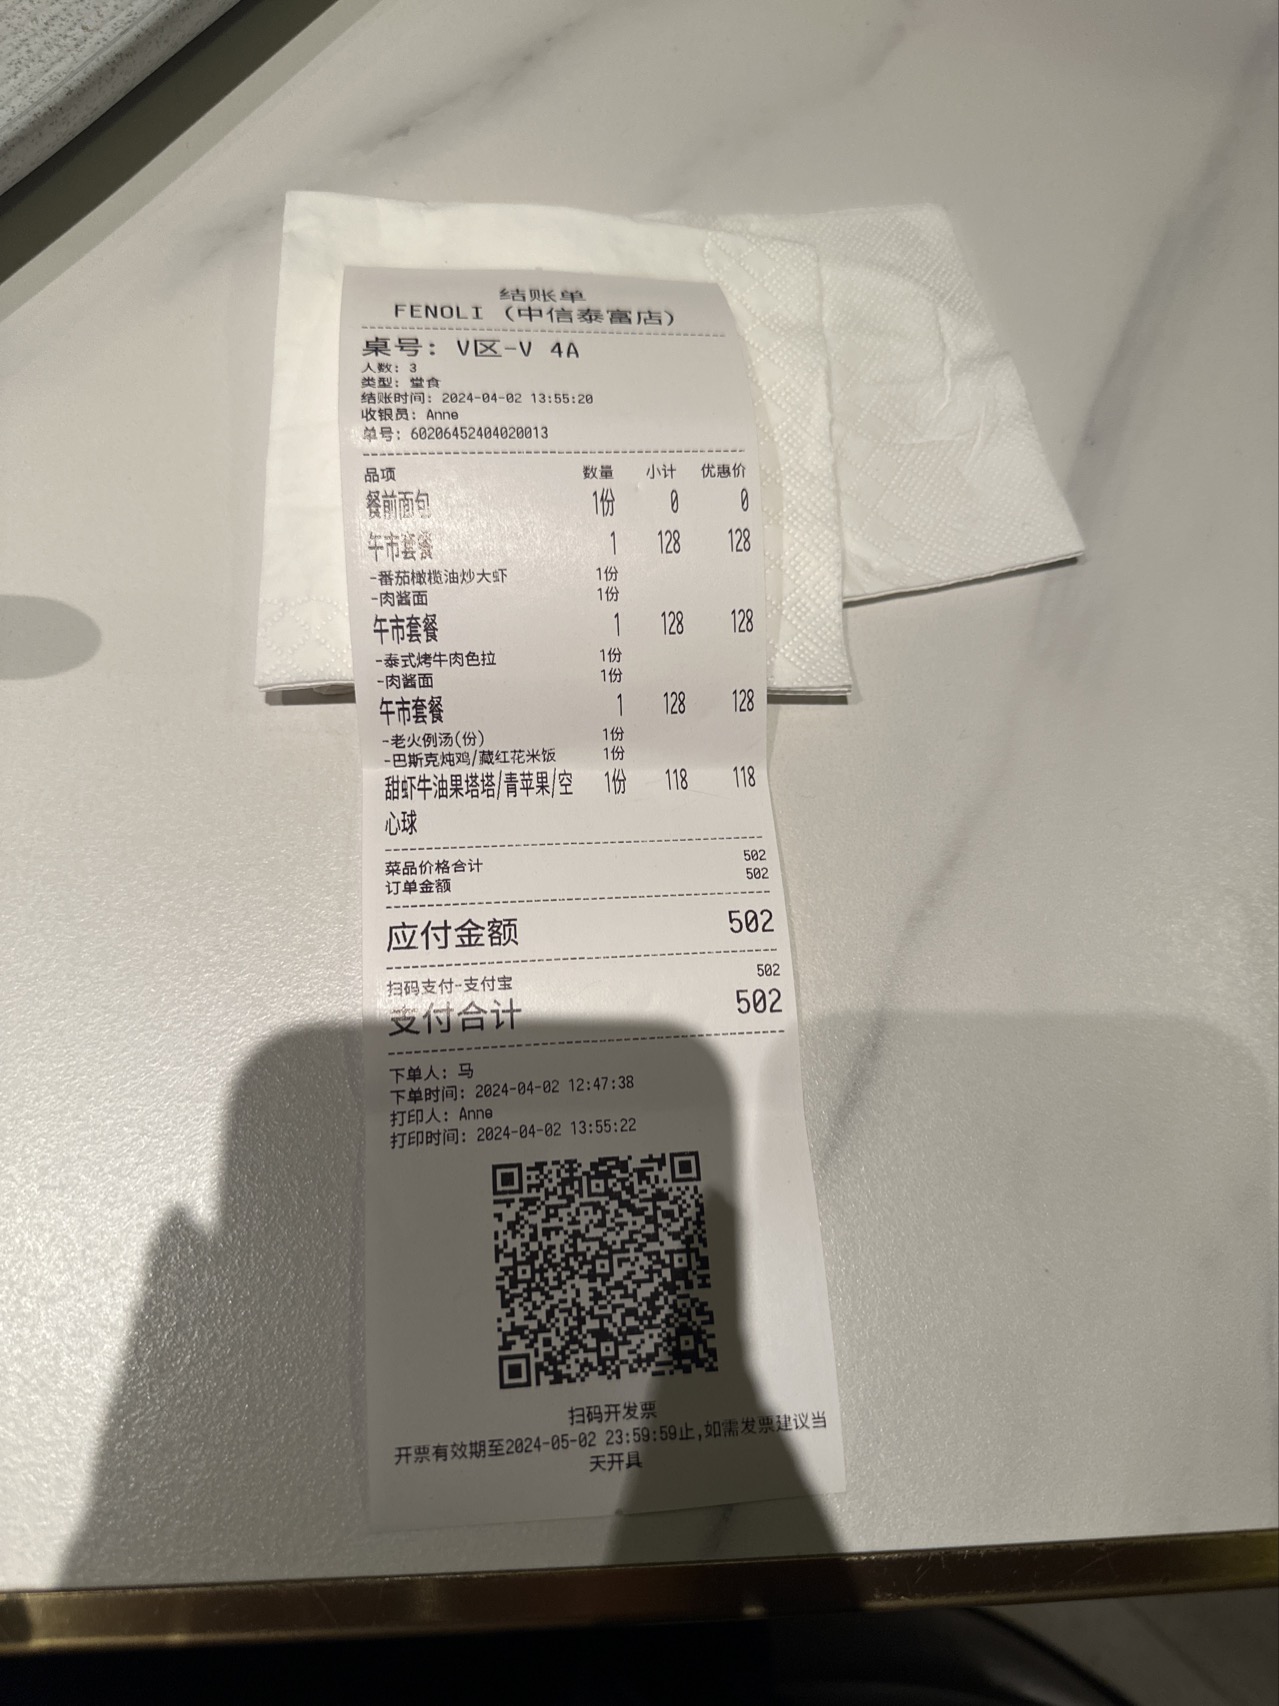 结账单
FENOLI (中信泰富店)
桌号: V区-V 4A
人数: 3
类型: 堂食
结账时间: 2024-04-02 13:55:20
收银员: Anne
单号: 60206452404020013
品项 数量 小计 优惠价
餐前面包 1份 0 0
午市套餐 1 128 128
-番茄橄榄油炒大虾 1份
-肉酱面 1份
午市套餐 1 128 128
-泰式烤牛肉色拉 1份
-肉酱面 1份
午市套餐 1 128 128
-老火例汤(份) 1份
-巴斯克炖鸡/藏红花米饭 1份
甜虾牛油果塔塔/青苹果/空 1份 118 118
心球
菜品价格合计 502
订单金额 502
应付金额 502
扫码支付-支付宝 502
支付合计 502
下单人: 马
下单时间: 2024-04-02 12:47:38
打印人: Anne
打印时间: 2024-04-02 13:55:22
扫码开发票
开票有效期至2024-05-02 23:59:59止,如需发票建议当
天开具